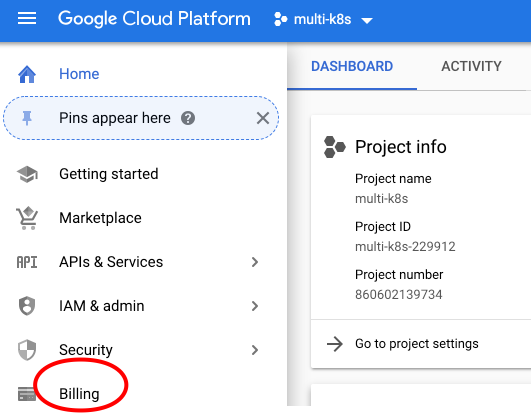 Google Cloud Platform multi-k8s
Home
Pins appear here ?
Getting started
Marketplace
API APIs & Services
IAM & admin
Security
Billing
DASHBOARD ACTIVITY
Project info
Project name
multi-k8s
Project ID
multi-k8s-229912
Project number
860602139734
Go to project settings